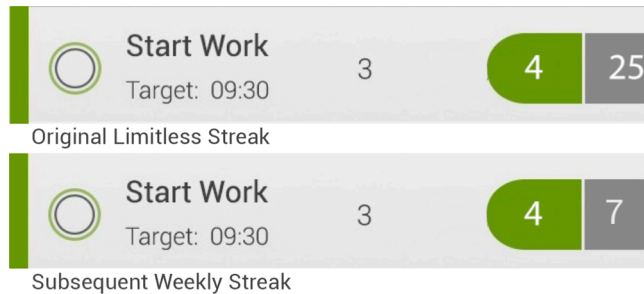 Start Work
Target: 09:30
3
4
25
Original Limitless Streak
Start Work
Target: 09:30
3
4
7
Subsequent Weekly Streak